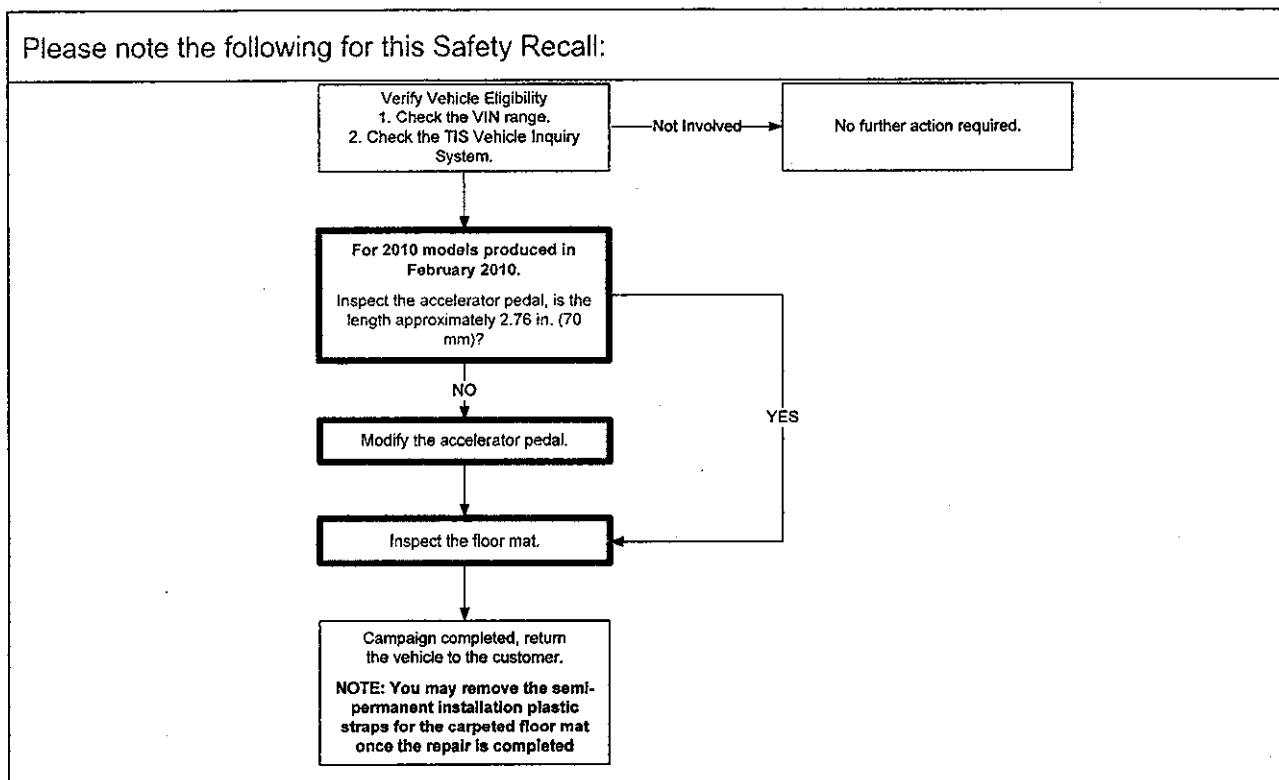 Please note the following for this Safety Recall:
Verify Vehicle Eligibility
1. Check the VIN range.
2. Check the TIS Vehicle Inquiry
System.
Not Involved
No further action required.
For 2010 models produced in
February 2010.
Inspect the accelerator pedal, is the
length approximately 2.76 in. (70
mm)?
NO
YES
Modify the accelerator pedal.
Inspect the floor mat.
Campaign completed, return
the vehicle to the customer.
NOTE: You may remove the semi-
permanent installation plastic
straps for the carpeted floor mat
once the repair is completed